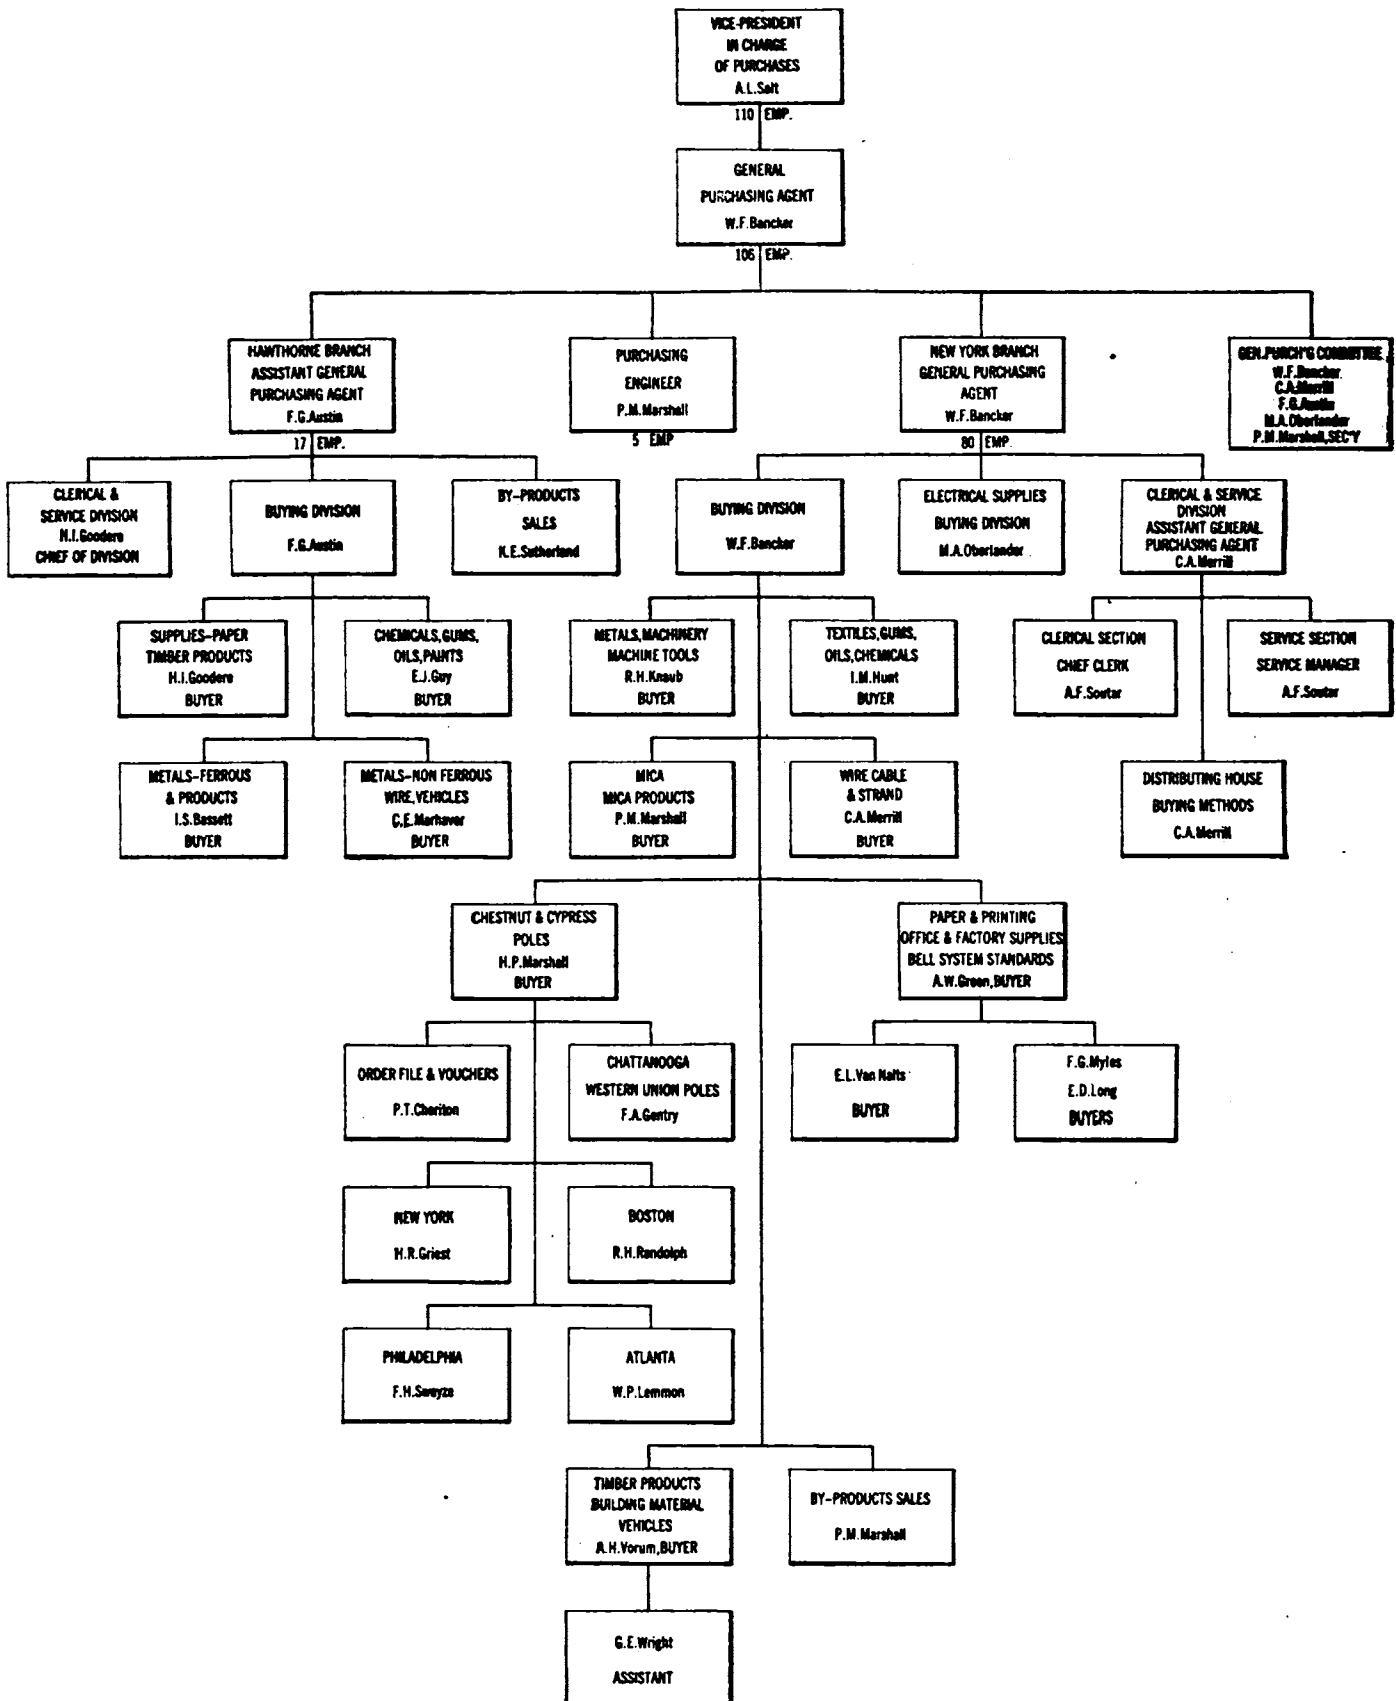 VICE-PRESIDENT
IN CHARGE
OF PURCHASES
A.L.Salt
110 EMP.
GENERAL
PURCHASING AGENT
W.F.Bancker
106 EMP.
HAWTHORNE BRANCH
ASSISTANT GENERAL
PURCHASING AGENT
F.G.Austin
17 EMP.
PURCHASING
ENGINEER
P.M.Marshall
5 EMP
NEW YORK BRANCH
GENERAL PURCHASING
AGENT
W.F.Bancker
80 EMP.
GEN.PURCH'G COMMITTEE
W.F.Bancker
C.A.Merrill
F.G.Austin
M.A.Oberlander
P.M.Marshall,SEC'Y
CLERICAL &
SERVICE DIVISION
H.I.Goodere
CHIEF OF DIVISION
BUYING DIVISION
F.G.Austin
BY-PRODUCTS
SALES
K.E.Sutherland
BUYING DIVISION
W.F.Bancker
ELECTRICAL SUPPLIES
BUYING DIVISION
M.A.Oberlander
CLERICAL & SERVICE
DIVISION
ASSISTANT GENERAL
PURCHASING AGENT
C.A.Merrill
SUPPLIES-PAPER
TIMBER PRODUCTS
H.I.Goodere
BUYER
CHEMICALS,GUMS,
OILS,PAINTS
E.J.Guy
BUYER
METALS,MACHINERY
MACHINE TOOLS
R.H.Knaub
BUYER
TEXTILES,GUMS,
OILS,CHEMICALS
I.M.Hunt
BUYER
CLERICAL SECTION
CHIEF CLERK
A.F.Soutar
SERVICE SECTION
SERVICE MANAGER
A.F.Soutar
METALS-FERROUS
& PRODUCTS
I.S.Bassett
BUYER
METALS-NON FERROUS
WIRE,VEHICLES
C.E.Marhaver
BUYER
MICA
MICA PRODUCTS
P.M.Marshall
BUYER
WIRE CABLE
& STRAND
C.A.Merrill
BUYER
DISTRIBUTING HOUSE
BUYING METHODS
C.A.Merrill
CHESTNUT & CYPRESS
POLES
H.P.Marshall
BUYER
PAPER & PRINTING
OFFICE & FACTORY SUPPLIES
BELL SYSTEM STANDARDS
A.W.Green,BUYER
ORDER FILE & VOUCHERS
P.T.Chariton
CHATTANOOGA
WESTERN UNION POLES
F.A.Gentry
E.L.Van Nalts
BUYER
F.G.Myles
E.D.Long
BUYERS
NEW YORK
H.R.Griest
BOSTON
R.H.Randolph
PHILADELPHIA
F.H.Swayze
ATLANTA
W.P.Lemmon
TIMBER PRODUCTS
BUILDING MATERIAL
VEHICLES
A.H.Vorum,BUYER
BY-PRODUCTS SALES
P.M.Marshall
G.E.Wright
ASSISTANT